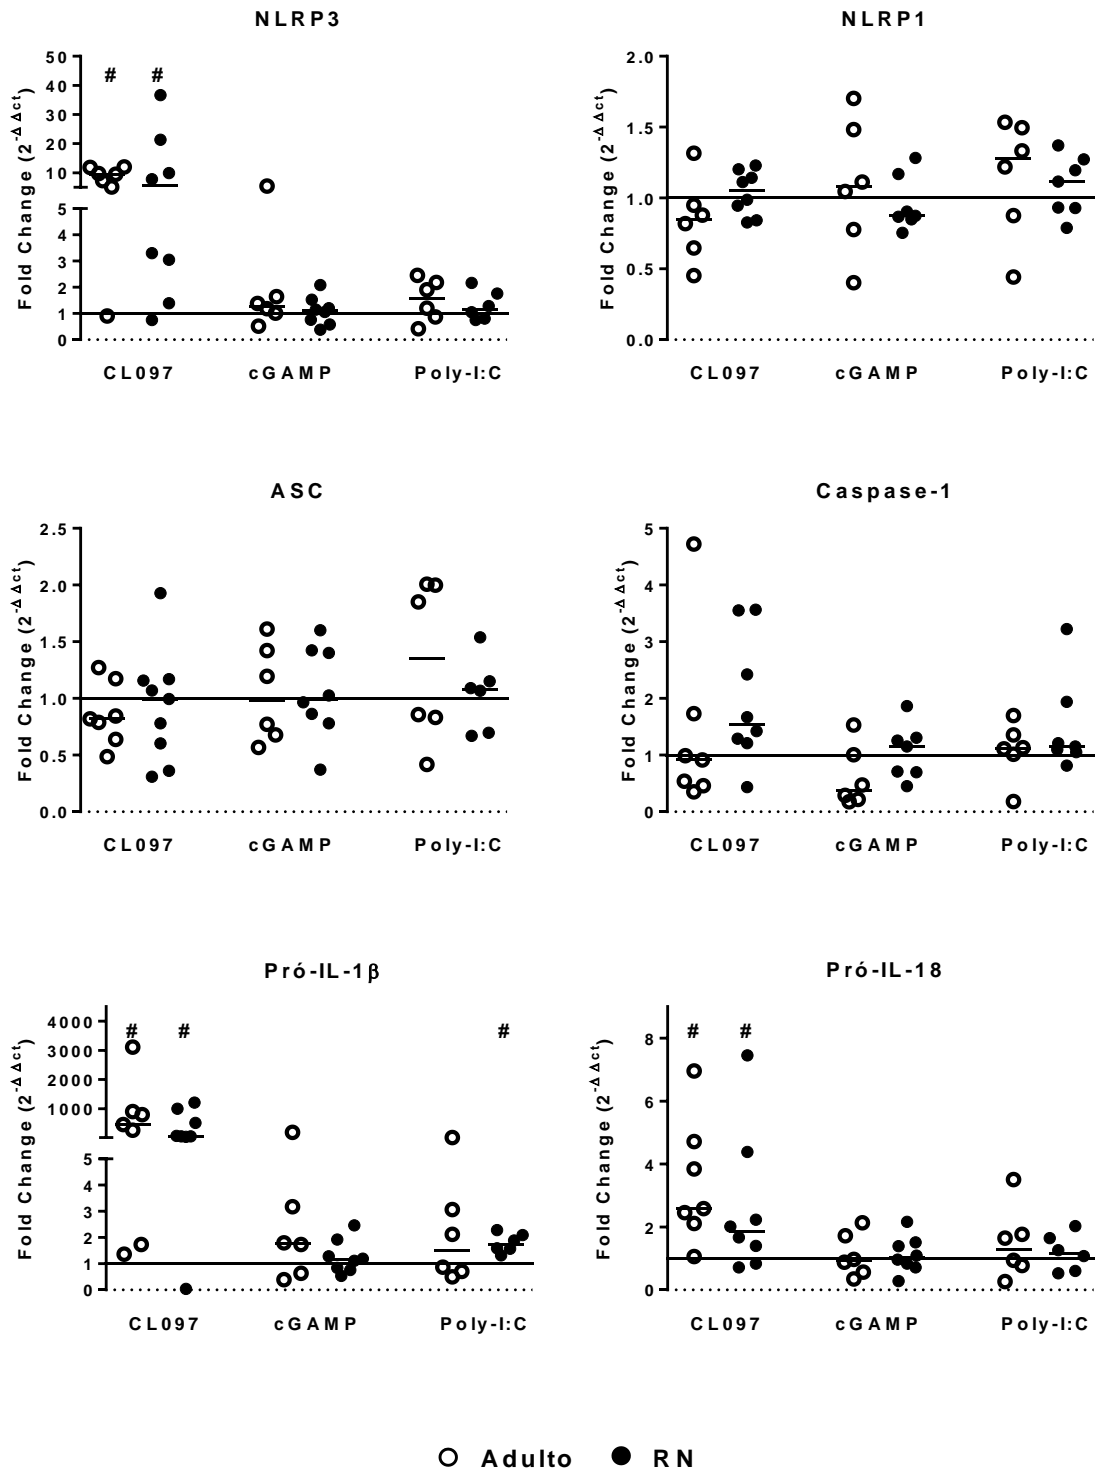 NLRP3
NLRP1
Fold Change (2^-ΔΔct)
50
40
30
20
10
5
4
3
2
1
0
# #
CL097 cGAMP Poly-I:C
Fold Change (2^-ΔΔct)
2.0
1.5
1.0
0.5
0.0
CL097 cGAMP Poly-I:C
ASC
Caspase-1
Fold Change (2^-ΔΔct)
2.5
2.0
1.5
1.0
0.5
0.0
CL097 cGAMP Poly-I:C
Fold Change (2^-ΔΔct)
5
4
3
2
1
0
CL097 cGAMP Poly-I:C
Pró-IL-1β
Pró-IL-18
Fold Change (2^-ΔΔct)
4000
3000
2000
1000
5
4
3
2
1
0
# # #
CL097 cGAMP Poly-I:C
Fold Change (2^-ΔΔct)
8
6
4
2
0
# #
CL097 cGAMP Poly-I:C
Adulto RN